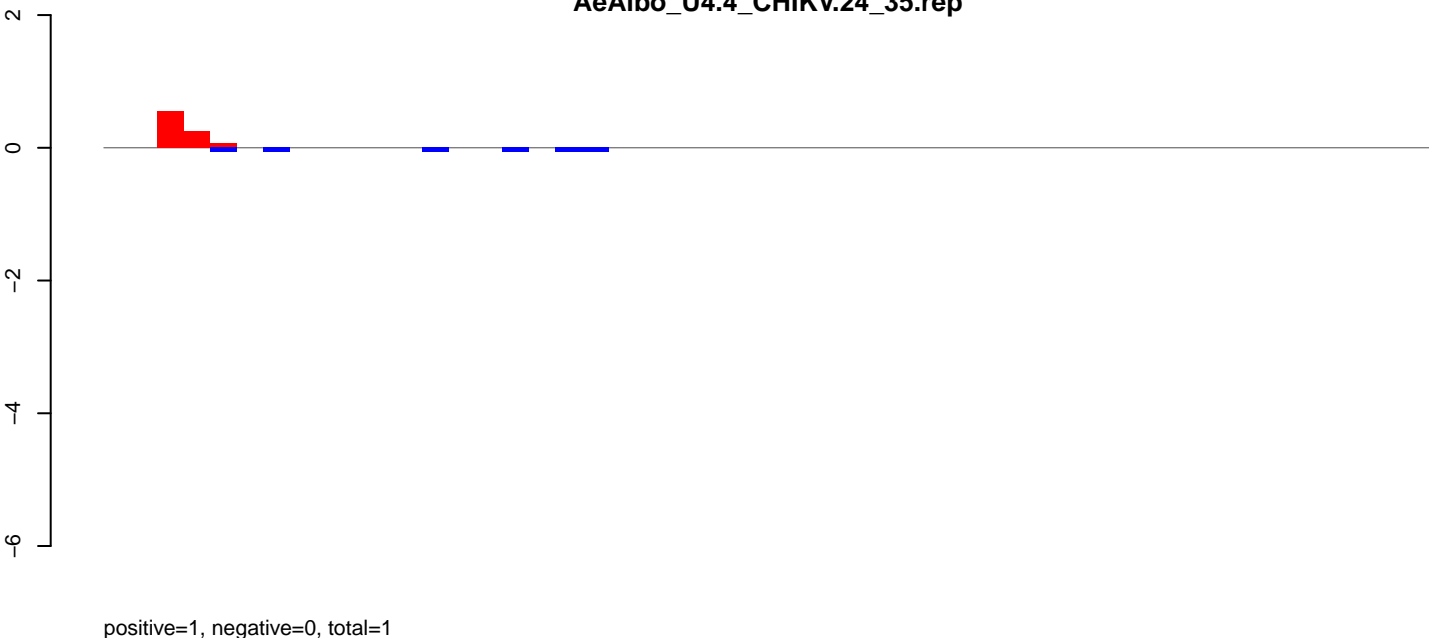 AeAlbo_U4.4_CHIKV.24_35.rep
2
0
−2
−4
−6
positive=1, negative=0, total=1